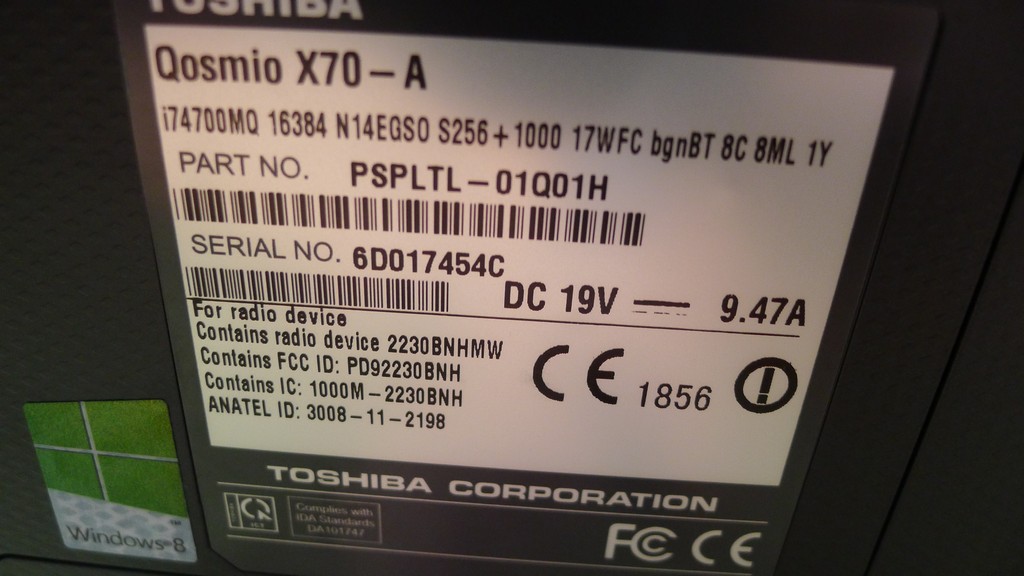 TOSHIBA
Qosmio X70-A
i74700MQ 16384 N14EGSO S256+1000 17WFC bgnBT 8C 8ML 1Y
PART NO. PSPLTL-01Q01H
SERIAL NO. 6D017454C
DC 19V 9.47A
For radio device
Contains radio device 2230BNHMW
Contains FCC ID: PD92230BNH
Contains IC: 1000M-2230BNH
ANATEL ID: 3008-11-2198
CE 1856 !
TOSHIBA CORPORATION
Complies with
IDA Standards
DA101747
FC CE
Windows 8